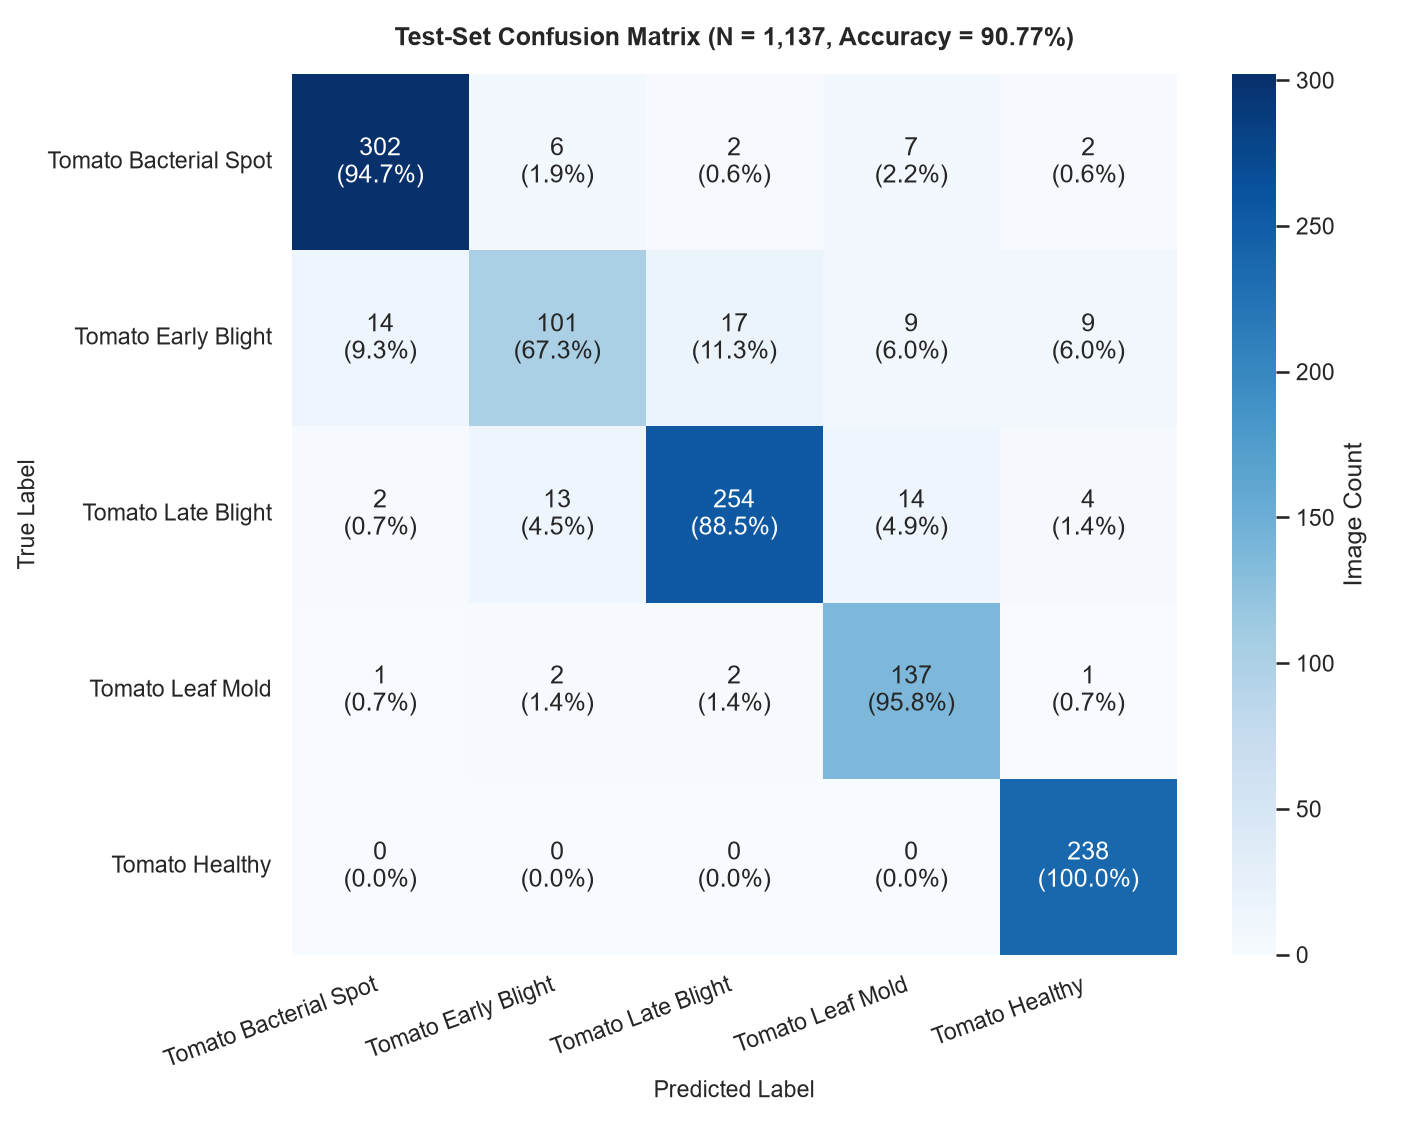 Test-Set Confusion Matrix (N = 1,137, Accuracy = 90.77%)
Tomato Bacterial Spot
302 6 2 7 2
(94.7%) (1.9%) (0.6%) (2.2%) (0.6%)
Tomato Early Blight
14 101 17 9 9
(9.3%) (67.3%) (11.3%) (6.0%) (6.0%)
Tomato Late Blight
2 13 254 14 4
(0.7%) (4.5%) (88.5%) (4.9%) (1.4%)
Tomato Leaf Mold
1 2 2 137 1
(0.7%) (1.4%) (1.4%) (95.8%) (0.7%)
Tomato Healthy
0 0 0 0 238
(0.0%) (0.0%) (0.0%) (0.0%) (100.0%)
True Label
Tomato Bacterial Spot
Tomato Early Blight
Tomato Late Blight
Tomato Leaf Mold
Tomato Healthy
Predicted Label
300
250
200
150
100
50
0
Image Count